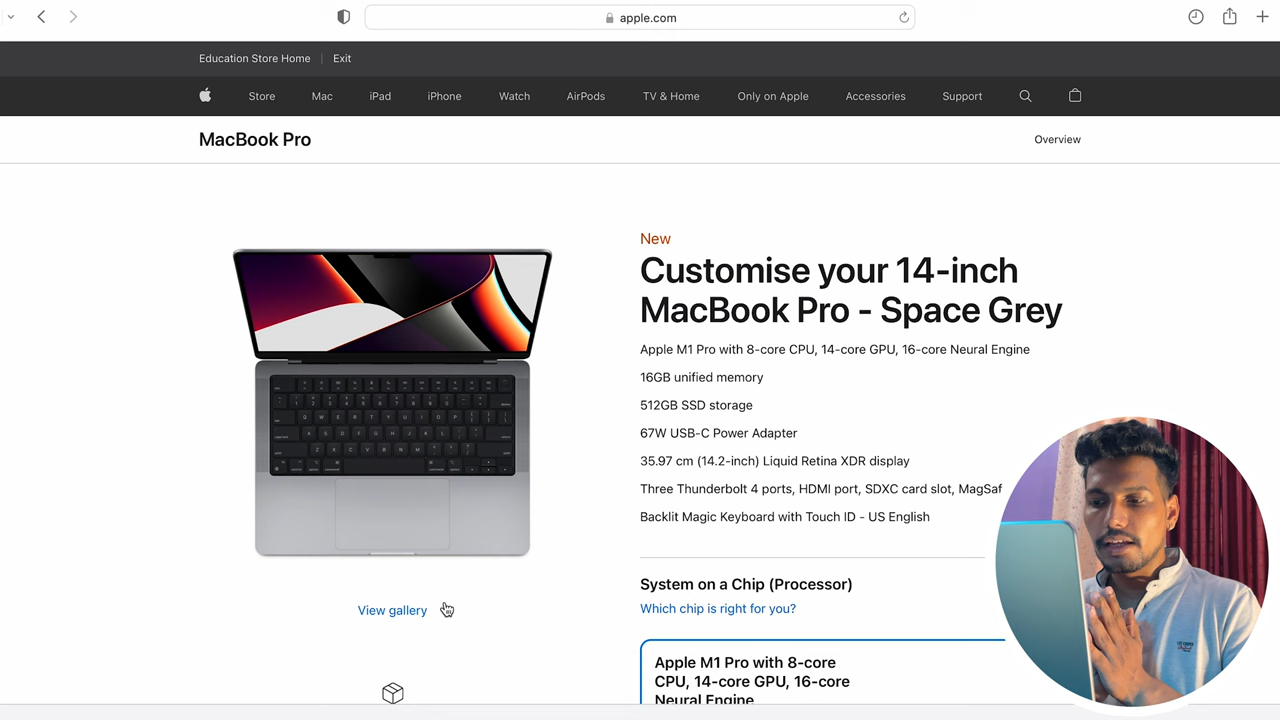 apple.com
Education Store Home | Exit
Store Mac iPad iPhone Watch AirPods TV & Home Only on Apple Accessories Support
MacBook Pro
Overview
New
Customise your 14-inch
MacBook Pro - Space Grey
Apple M1 Pro with 8-core CPU, 14-core GPU, 16-core Neural Engine
16GB unified memory
512GB SSD storage
67W USB-C Power Adapter
35.97 cm (14.2-inch) Liquid Retina XDR display
Three Thunderbolt 4 ports, HDMI port, SDXC card slot, MagSaf
Backlit Magic Keyboard with Touch ID - US English
View gallery
System on a Chip (Processor)
Which chip is right for you?
Apple M1 Pro with 8-core
CPU, 14-core GPU, 16-core
Neural Engine